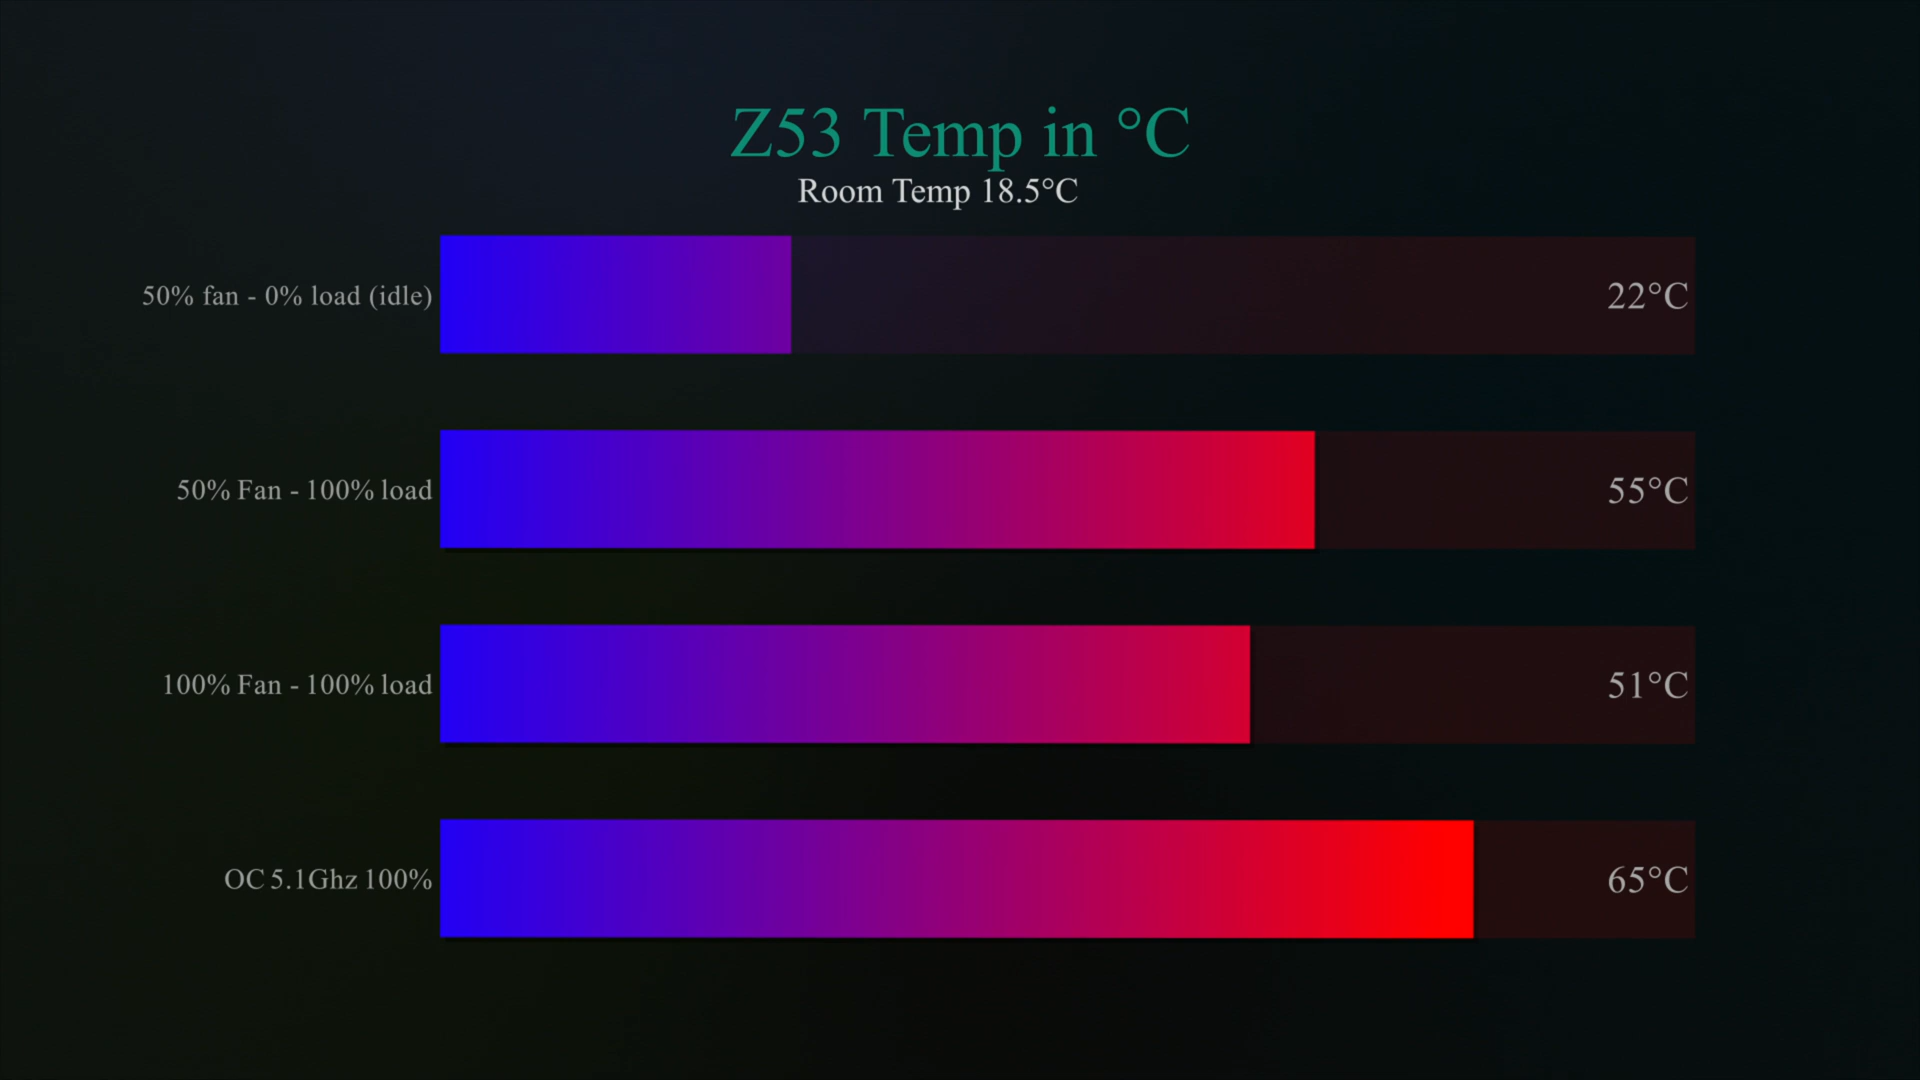 Z53 Temp in °C
Room Temp 18.5°C
50% fan - 0% load (idle) 22°C
50% Fan - 100% load 55°C
100% Fan - 100% load 51°C
OC 5.1Ghz 100% 65°C